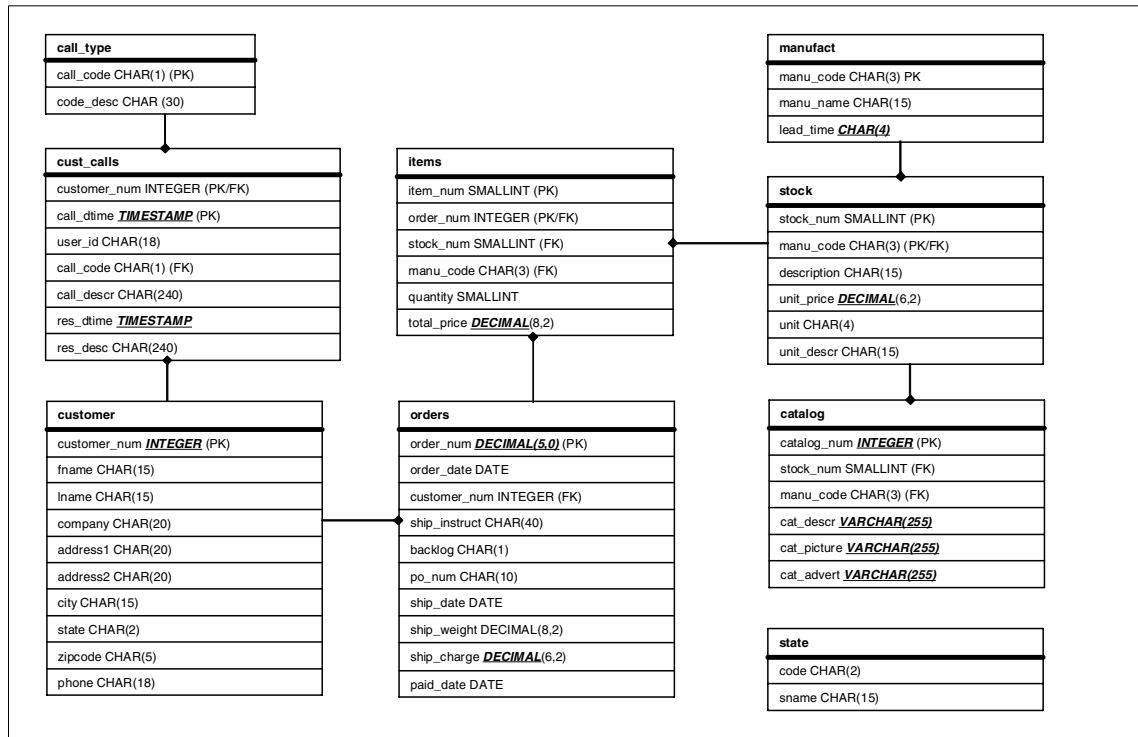 call_type
call_code CHAR(1) (PK)
code_desc CHAR (30)
cust_calls
customer_num INTEGER (PK/FK)
call_dtime TIMESTAMP (PK)
user_id CHAR(18)
call_code CHAR(1) (FK)
call_descr CHAR(240)
res_dtime TIMESTAMP
res_desc CHAR(240)
customer
customer_num INTEGER (PK)
fname CHAR(15)
lname CHAR(15)
company CHAR(20)
address1 CHAR(20)
address2 CHAR(20)
city CHAR(15)
state CHAR(2)
zipcode CHAR(5)
phone CHAR(18)
items
item_num SMALLINT (PK)
order_num INTEGER (PK/FK)
stock_num SMALLINT (FK)
manu_code CHAR(3) (FK)
quantity SMALLINT
total_price DECIMAL(8,2)
orders
order_num DECIMAL(5,0) (PK)
order_date DATE
customer_num INTEGER (FK)
ship_instruct CHAR(40)
backlog CHAR(1)
po_num CHAR(10)
ship_date DATE
ship_weight DECIMAL(8,2)
ship_charge DECIMAL(6,2)
paid_date DATE
manufact
manu_code CHAR(3) PK
manu_name CHAR(15)
lead_time CHAR(4)
stock
stock_num SMALLINT (PK)
manu_code CHAR(3) (PK/FK)
description CHAR(15)
unit_price DECIMAL(6,2)
unit CHAR(4)
unit_descr CHAR(15)
catalog
catalog_num INTEGER (PK)
stock_num SMALLINT (FK)
manu_code CHAR(3) (FK)
cat_descr VARCHAR(255)
cat_picture VARCHAR(255)
cat_advert VARCHAR(255)
state
code CHAR(2)
sname CHAR(15)